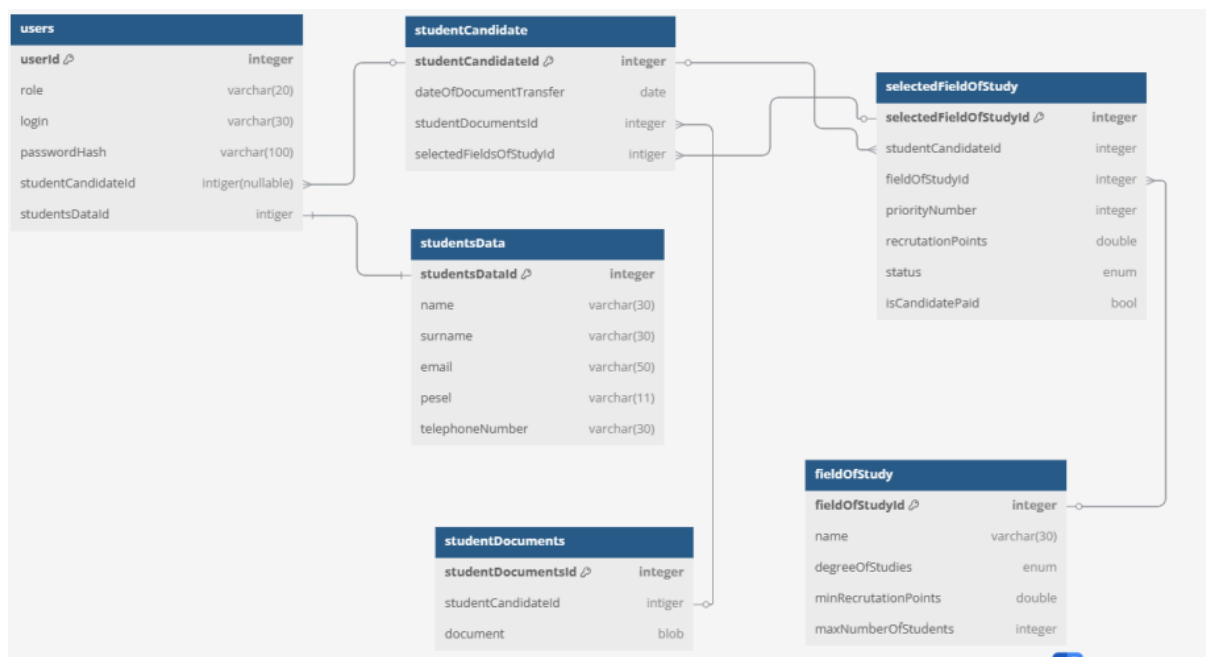 users
userId integer
role varchar(20)
login varchar(30)
passwordHash varchar(100)
studentCandidateId intiger(nullable)
studentsDataId intiger
studentCandidate
studentCandidateId integer
dateOfDocumentTransfer date
studentDocumentsId integer
selectedFieldsOfStudyId intiger
selectedFieldOfStudy
selectedFieldOfStudyId integer
studentCandidateId integer
fieldOfStudyId integer
priorityNumber integer
recrutationPoints double
status enum
isCandidatePaid bool
studentsData
studentsDataId integer
name varchar(30)
surname varchar(30)
email varchar(50)
pesel varchar(11)
telephoneNumber varchar(30)
fieldOfStudy
fieldOfStudyId integer
name varchar(30)
degreeOfStudies enum
minRecrutationPoints double
maxNumberOfStudents integer
studentDocuments
studentDocumentsId integer
studentCandidateId intiger
document blob